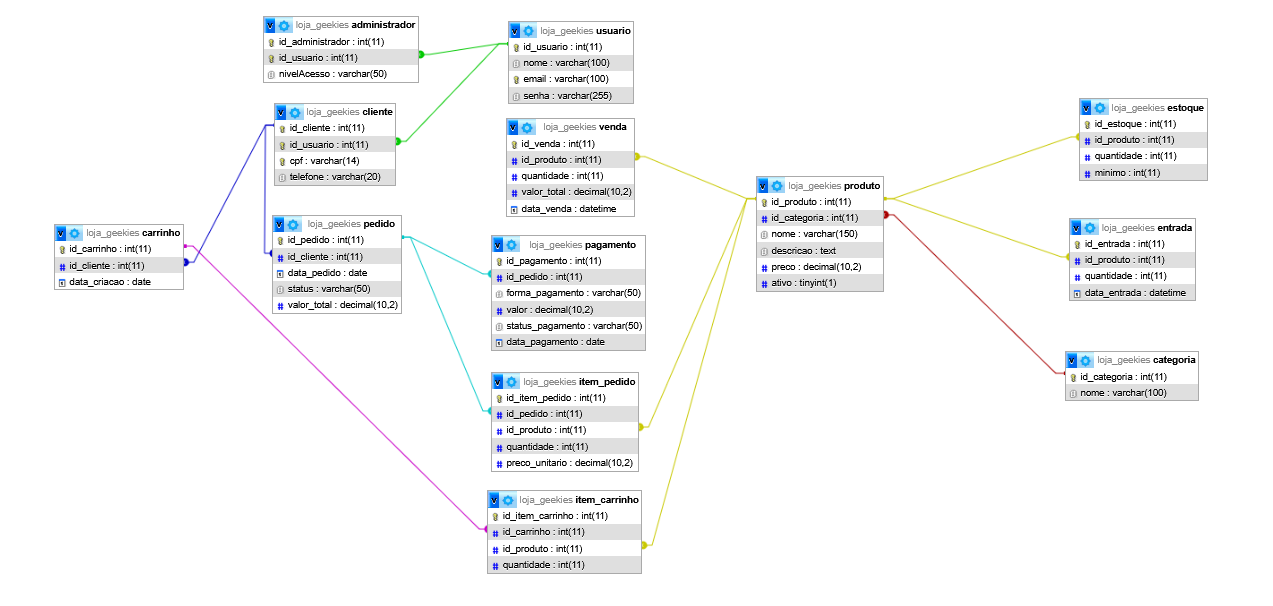 loja_geekies administrador
id_administrador : int(11)
id_usuario : int(11)
nivelAcesso : varchar(50)
loja_geekies usuario
id_usuario : int(11)
nome : varchar(100)
email : varchar(100)
senha : varchar(255)
loja_geekies cliente
id_cliente : int(11)
id_usuario : int(11)
cpf : varchar(14)
telefone : varchar(20)
loja_geekies venda
id_venda : int(11)
id_produto : int(11)
quantidade : int(11)
valor_total : decimal(10,2)
data_venda : datetime
loja_geekies estoque
id_estoque : int(11)
id_produto : int(11)
quantidade : int(11)
minimo : int(11)
loja_geekies produto
id_produto : int(11)
id_categoria : int(11)
nome : varchar(150)
descricao : text
preco : decimal(10,2)
ativo : tinyint(1)
loja_geekies carrinho
id_carrinho : int(11)
id_cliente : int(11)
data_criacao : date
loja_geekies pedido
id_pedido : int(11)
id_cliente : int(11)
data_pedido : date
status : varchar(50)
valor_total : decimal(10,2)
loja_geekies pagamento
id_pagamento : int(11)
id_pedido : int(11)
forma_pagamento : varchar(50)
valor : decimal(10,2)
status_pagamento : varchar(50)
data_pagamento : date
loja_geekies entrada
id_entrada : int(11)
id_produto : int(11)
quantidade : int(11)
data_entrada : datetime
loja_geekies categoria
id_categoria : int(11)
nome : varchar(100)
loja_geekies item_pedido
id_item_pedido : int(11)
id_pedido : int(11)
id_produto : int(11)
quantidade : int(11)
preco_unitario : decimal(10,2)
loja_geekies item_carrinho
id_item_carrinho : int(11)
id_carrinho : int(11)
id_produto : int(11)
quantidade : int(11)